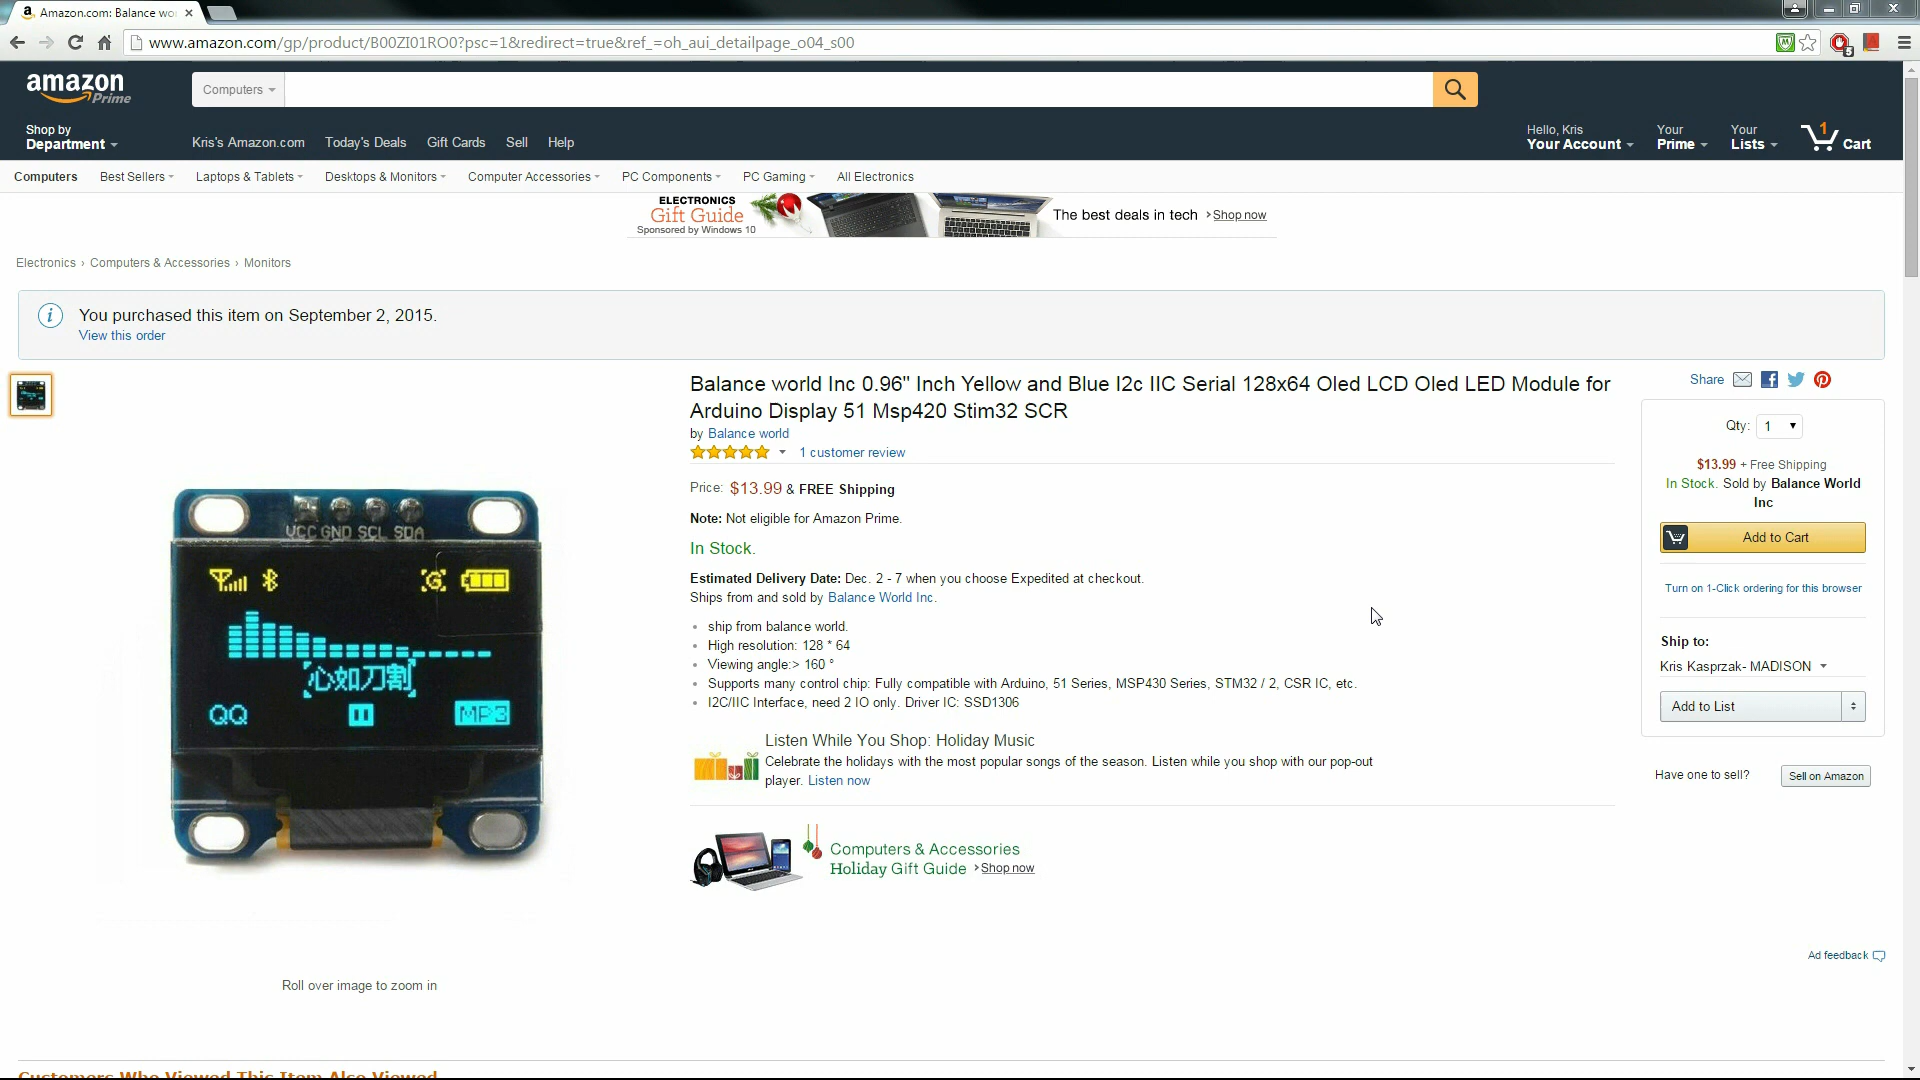 Amazon.com: Balance wo
www.amazon.com/gp/product/B00ZI01RO0?psc=1&redirect=true&ref_=oh_aui_detailpage_o04_s00
amazon Prime
Computers
Shop by
Department
Kris's Amazon.com Today's Deals Gift Cards Sell Help
Hello, Kris
Your Account
Your
Prime
Your
Lists
1
Cart
Computers Best Sellers Laptops & Tablets Desktops & Monitors Computer Accessories PC Components PC Gaming All Electronics
ELECTRONICS
Gift Guide
Sponsored by Windows 10
The best deals in tech › Shop now
Electronics › Computers & Accessories › Monitors
You purchased this item on September 2, 2015.
View this order
Balance world Inc 0.96" Inch Yellow and Blue I2c IIC Serial 128x64 Oled LCD Oled LED Module for
Arduino Display 51 Msp420 Stim32 SCR
by Balance world
1 customer review
Price: $13.99 & FREE Shipping
Note: Not eligible for Amazon Prime.
In Stock.
Estimated Delivery Date: Dec. 2 - 7 when you choose Expedited at checkout.
Ships from and sold by Balance World Inc.
• ship from balance world.
• High resolution: 128 * 64
• Viewing angle:> 160 °
• Supports many control chip: Fully compatible with Arduino, 51 Series, MSP430 Series, STM32 / 2, CSR IC, etc.
• I2C/IIC Interface, need 2 IO only. Driver IC: SSD1306
Listen While You Shop: Holiday Music
Celebrate the holidays with the most popular songs of the season. Listen while you shop with our pop-out
player. Listen now
Computers & Accessories
Holiday Gift Guide › Shop now
VCC GND SCL SDA
G
心如刀割
QQ
MP3
Roll over image to zoom in
Share
Qty: 1
$13.99 + Free Shipping
In Stock. Sold by Balance World
Inc
Add to Cart
Turn on 1-Click ordering for this browser
Ship to:
Kris Kasprzak- MADISON
Add to List
Have one to sell?
Sell on Amazon
Ad feedback
Customers Who Viewed This Item Also Viewed